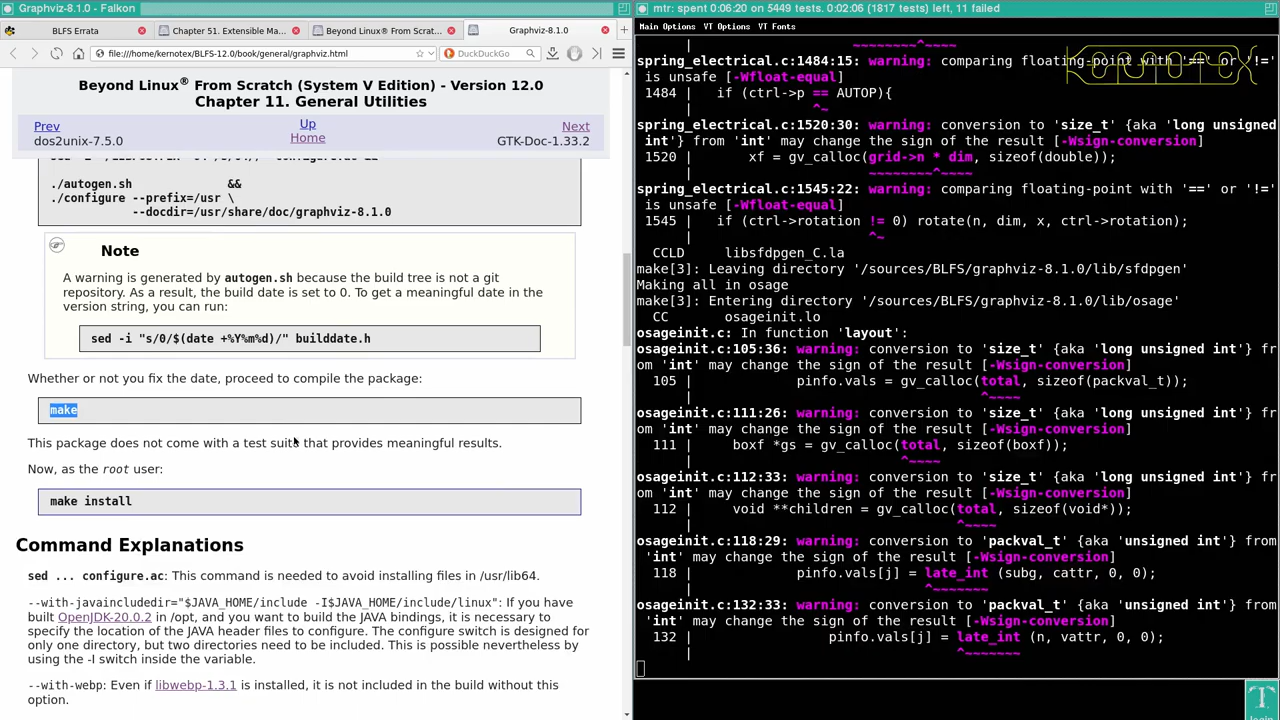 Graphviz-8.1.0 - Falkon
BLFS Data
Chapter 51. Extensible Ma...
Beyond Linux® From Scrat...
Graphviz-8.1.0
file:///home/kernotex/BLFS/12.0/book/general/graphviz.html
DuckDuckGo
Beyond Linux® From Scratch (System V Edition) - Version 12.0
Chapter 11. General Utilities
Prev
Up
Next
dos2unix-7.5.0
Home
GTK-Doc-1.33.2
./autogen.sh            &&
./configure --prefix=/usr \
--docdir=/usr/share/doc/graphviz-8.1.0
Note
A warning is generated by autogen.sh because the build tree is not a git
repository. As a result, the build date is set to 0. To get a meaningful date in the
version string, you can run:
sed -i "s/0/$(date +%Y%m%d)/" builddate.h
Whether or not you fix the date, proceed to compile the package:
make
This package does not come with a test suite that provides meaningful results.
Now, as the root user:
make install
Command Explanations
sed ... configure.ac: This command is needed to avoid installing files in /usr/lib64.
--with-javaincludedir="$JAVA_HOME/include -I$JAVA_HOME/include/linux": If you have
built OpenJDK-20.0.2 in /opt, and you want to build the JAVA bindings, it is necessary to
specify the location of the JAVA header files to configure. The configure switch is designed for
only one directory, but two directories need to be included. This is possible nevertheless by
using the -I switch inside the variable.
--with-webp: Even if libwebp-1.3.1 is installed, it is not included in the build without this
option.
mtr: spent 0:06:20 on 5449 tests. 0:02:06 (1817 tests) left, 11 failed
Main Options  VT Options  VT Fonts
| ~~~~~~~~^~~~~
spring_electrical.c:1484:15: warning: comparing floating-point with '==' or '!='
is unsafe [-Wfloat-equal]
1484 |   if (ctrl->p == AUTOP){
| ^~
spring_electrical.c:1520:30: warning: conversion to 'size_t' {aka 'long unsigned
int'} from 'int' may change the sign of the result [-Wsign-conversion]
1520 |       xf = gv_calloc(grid->n * dim, sizeof(double));
| ~~~~~~~~^~~~~
spring_electrical.c:1545:22: warning: comparing floating-point with '==' or '!='
is unsafe [-Wfloat-equal]
1545 |   if (ctrl->rotation != 0) rotate(n, dim, x, ctrl->rotation);
| ^~
CCLD     libsfdpgen_C.la
make[3]: Leaving directory '/sources/BLFS/graphviz-8.1.0/lib/sfdpgen'
Making all in osage
make[3]: Entering directory '/sources/BLFS/graphviz-8.1.0/lib/osage'
CC       osageinit.lo
osageinit.c: In function 'layout':
osageinit.c:105:36: warning: conversion to 'size_t' {aka 'long unsigned int'} fr
om 'int' may change the sign of the result [-Wsign-conversion]
105 |             pinfo.vals = gv_calloc(total, sizeof(packval_t));
| ^~~~~
osageinit.c:111:26: warning: conversion to 'size_t' {aka 'long unsigned int'} fr
om 'int' may change the sign of the result [-Wsign-conversion]
111 |     boxf *gs = gv_calloc(total, sizeof(boxf));
| ^~~~~
osageinit.c:112:33: warning: conversion to 'size_t' {aka 'long unsigned int'} fr
om 'int' may change the sign of the result [-Wsign-conversion]
112 |     void **children = gv_calloc(total, sizeof(void*));
| ^~~~~
osageinit.c:118:29: warning: conversion to 'packval_t' {aka 'unsigned int'} from
'int' may change the sign of the result [-Wsign-conversion]
118 |             pinfo.vals[j] = late_int (subg, cattr, 0, 0);
| ^~~~~~~~
osageinit.c:132:33: warning: conversion to 'packval_t' {aka 'unsigned int'} from
'int' may change the sign of the result [-Wsign-conversion]
132 |                 pinfo.vals[j] = late_int (n, vattr, 0, 0);
| ^~~~~~~~